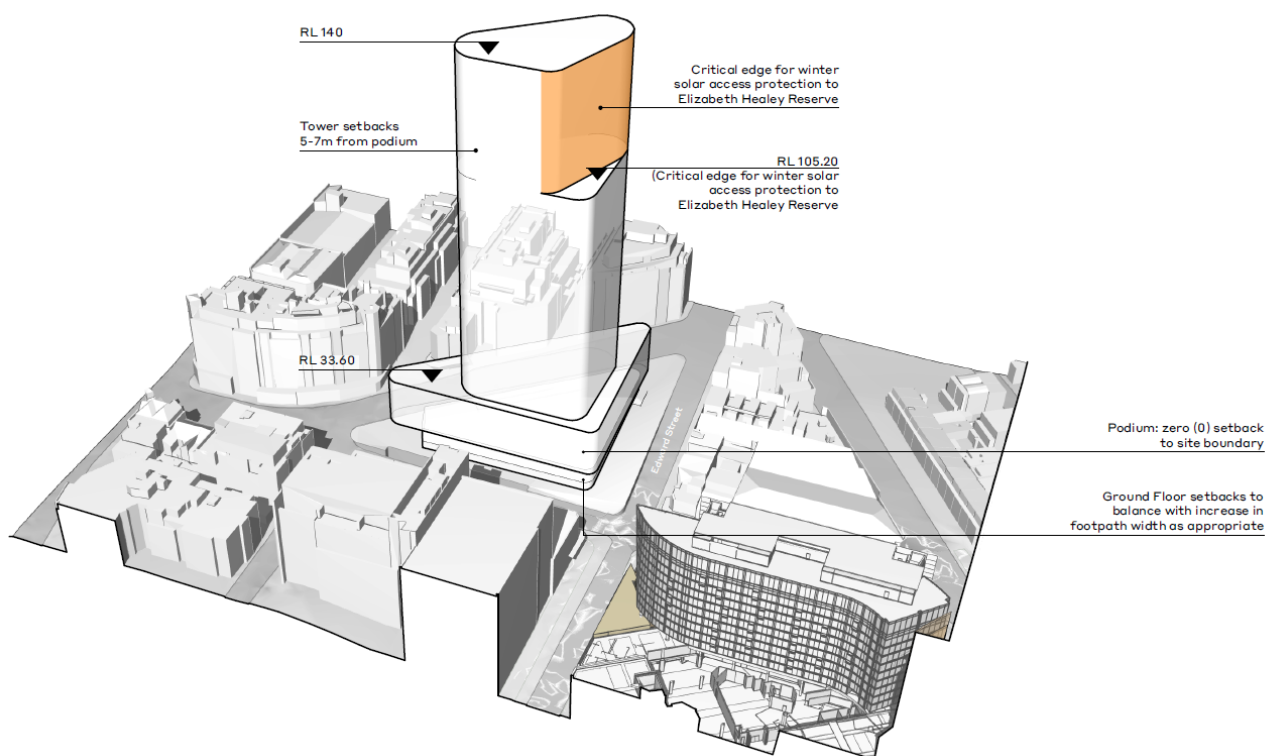 RL 140
Critical edge for winter
solar access protection to
Elizabeth Healey Reserve
Tower setbacks
5-7m from podium
RL 105.20
(Critical edge for winter solar
access protection to
Elizabeth Healey Reserve
RL 33.60
Edward Street
Podium: zero (0) setback
to site boundary
Ground Floor setbacks to
balance with increase in
footpath width as appropriate